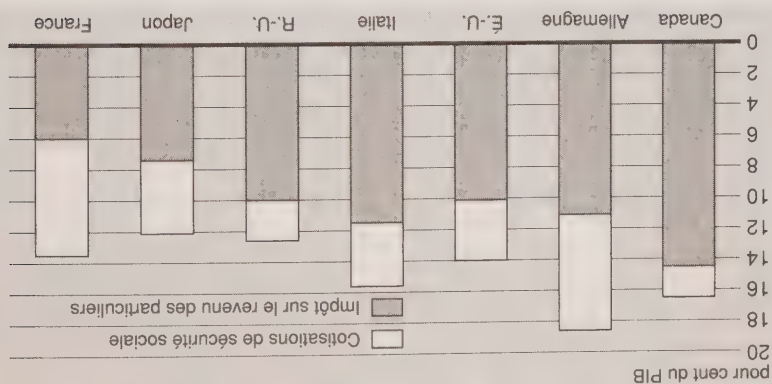 pour cent du PIB
20
18
16
14
12
10
8
6
4
2
0
Cotisations de sécurité sociale
Impôt sur le revenu des particuliers
Canada
Allemagne
É.-U.
Italie
R.-U.
Japon
France